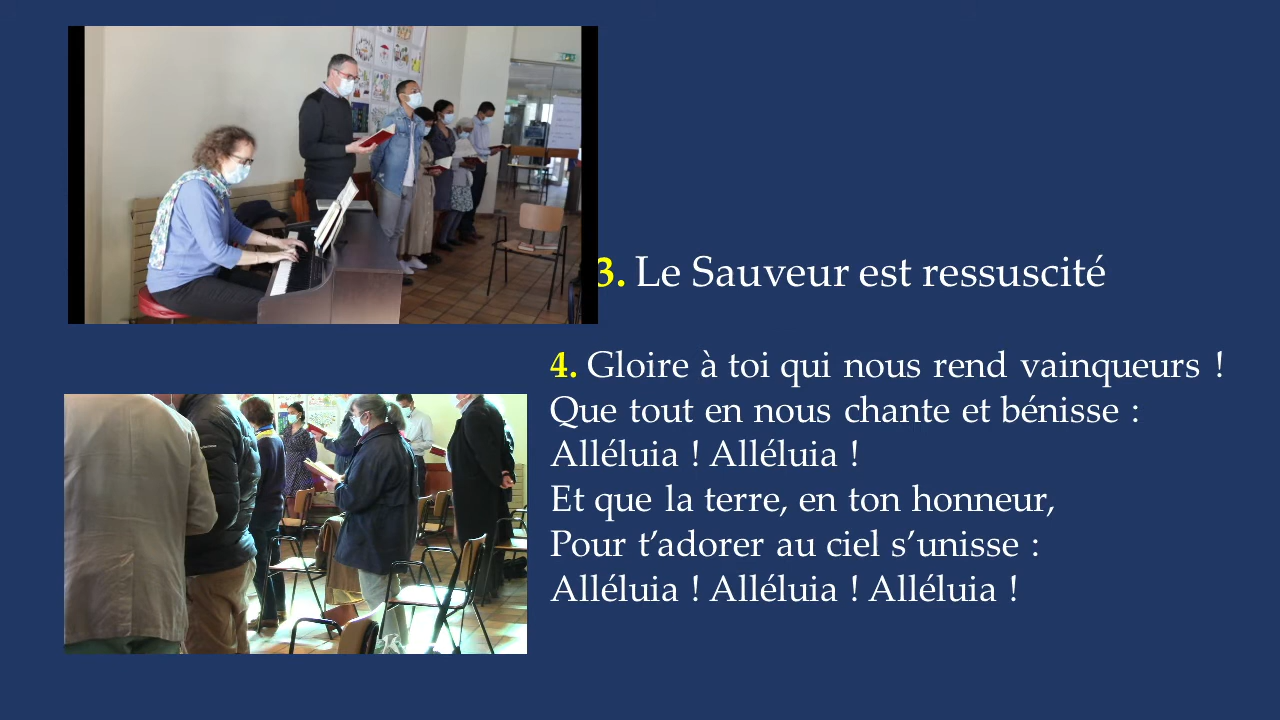 3. Le Sauveur est ressuscité
4. Gloire à toi qui nous rend vainqueurs !
Que tout en nous chante et bénisse :
Alléluia ! Alléluia !
Et que la terre, en ton honneur,
Pour t’adorer au ciel s’unisse :
Alléluia ! Alléluia ! Alléluia !